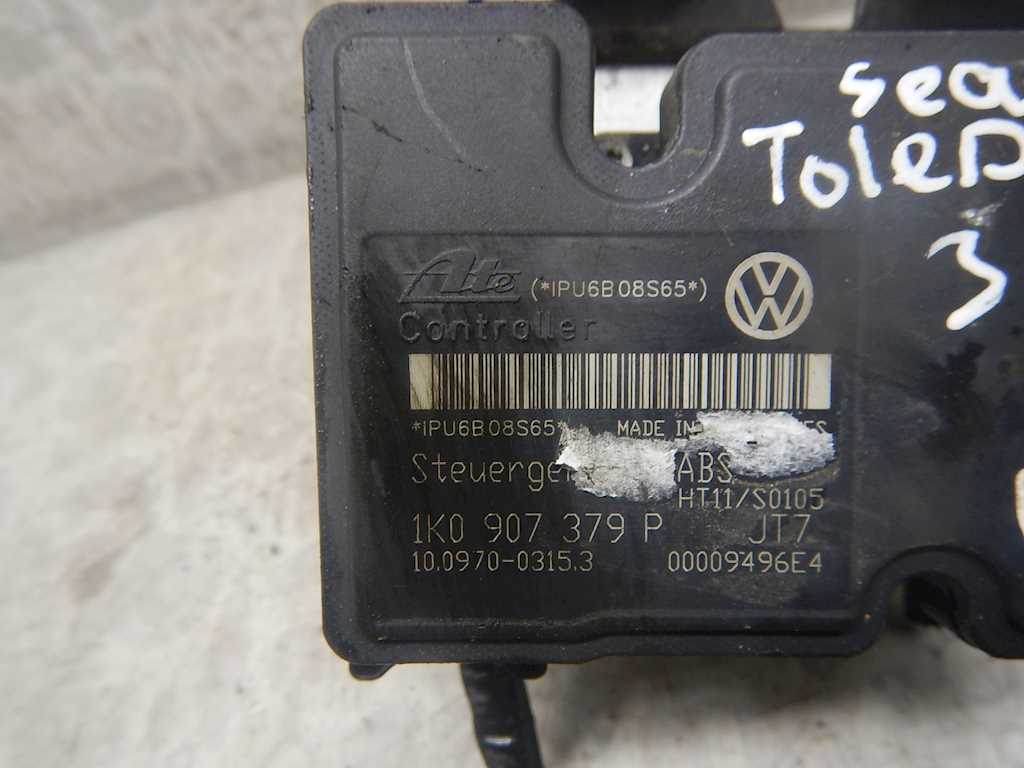 Sea
Toled
3
Ate (*IPU6B08S65*)
VW
Controller
*IPU6B08S65* MADE IN
ABS
HT11/S0105
1K0 907 379 P JT7
10.0970-0315.3 00009496E4